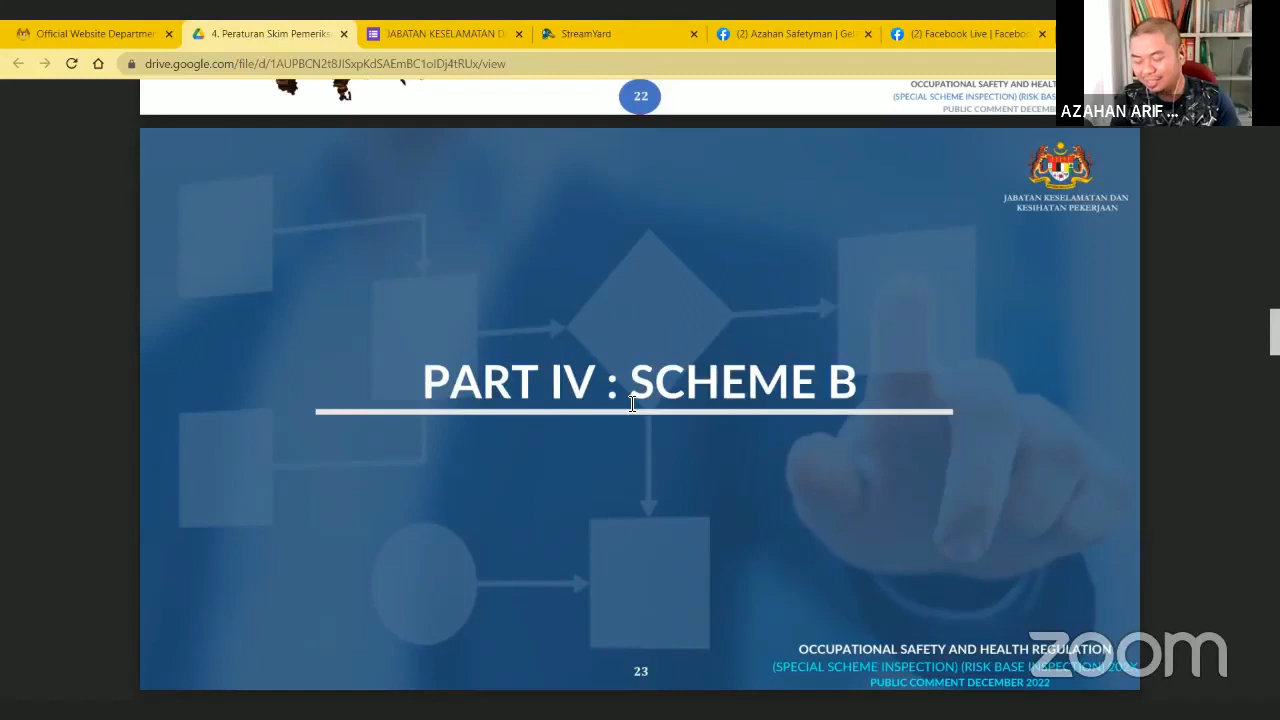 Official Website Departmen
4. Peraturan Skim Pemeriksa
JABATAN KESELAMATAN D
StreamYard
(2) Azahan Safetyman | Gel
(2) Facebook Live | Faceboo
drive.google.com/file/d/1AUPBCN2t8JISxpKdSAEmBC1oIDj4tRUx/view
AZAHAN ARIF ...
22
OCCUPATIONAL SAFETY AND HEALT
(SPECIAL SCHEME INSPECTION) (RISK BASE
PUBLIC COMMENT DECEMB
JABATAN KESELAMATAN DAN
KESIHATAN PEKERJAAN
PART IV : SCHEME B
23
OCCUPATIONAL SAFETY AND HEALTH REGULATION
(SPECIAL SCHEME INSPECTION) (RISK BASE INSPECTION) 202X
PUBLIC COMMENT DECEMBER 2022
zoom